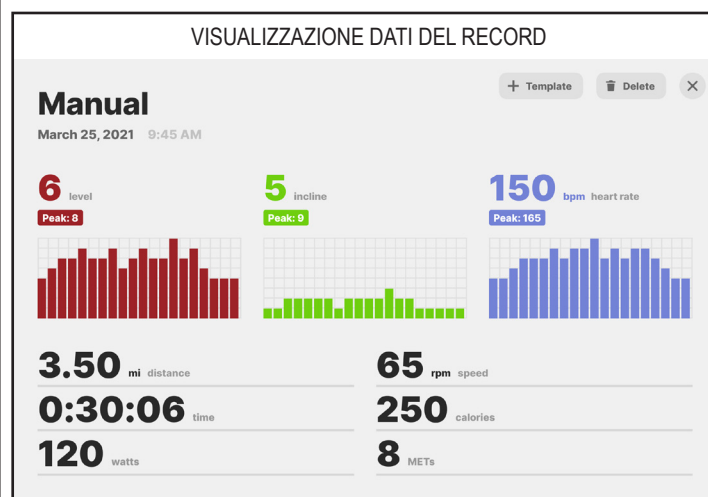 VISUALIZZAZIONE DATI DEL RECORD
Manual
+ Template
Delete
March 25, 2021 9:45 AM
6 level
Peak: 8
5 incline
Peak: 9
150 bpm heart rate
Peak: 165
3.50 mi distance
65 rpm speed
0:30:06 time
250 calories
120 watts
8 METs